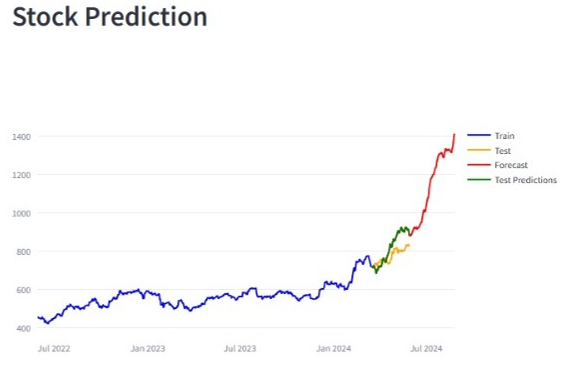 Stock Prediction
1400
1200
1000
800
600
400
Jul 2022
Jan 2023
Jul 2023
Jan 2024
Jul 2024
Train
Test
Forecast
Test Predictions